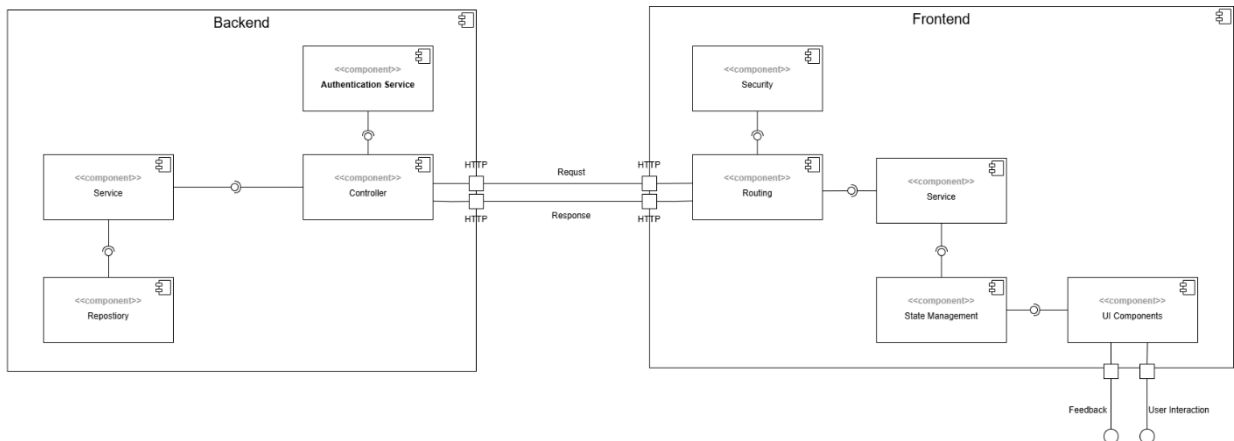 Backend
<<component>>
Authentication Service
<<component>>
Service
<<component>>
Controller
<<component>>
Repostiory
HTTP
HTTP
Requst
Response
HTTP
HTTP
Frontend
<<component>>
Security
<<component>>
Routing
<<component>>
Service
<<component>>
State Management
<<component>>
UI Components
Feedback
User Interaction